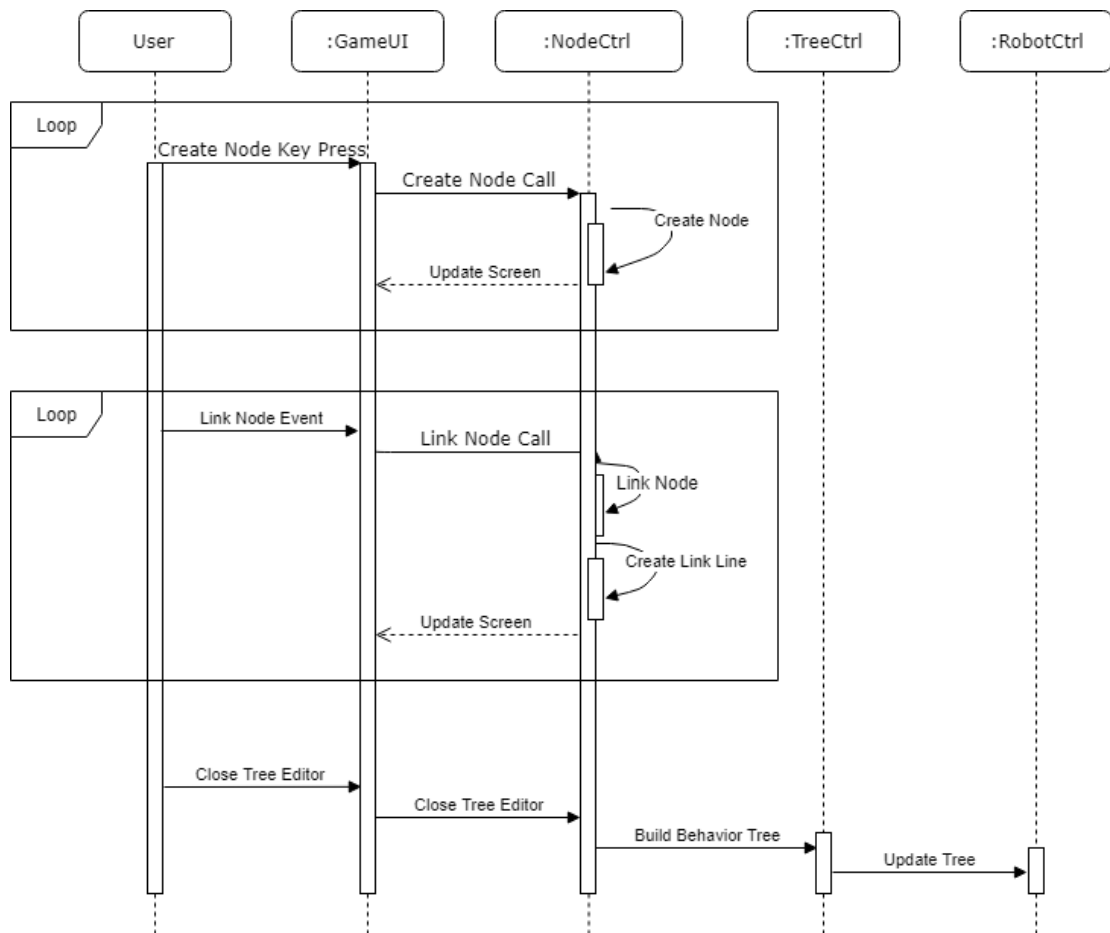 User
:GameUI
:NodeCtrl
:TreeCtrl
:RobotCtrl
Loop
Create Node Key Press
Create Node Call
Create Node
Update Screen
Loop
Link Node Event
Link Node Call
Link Node
Create Link Line
Update Screen
Close Tree Editor
Close Tree Editor
Build Behavior Tree
Update Tree